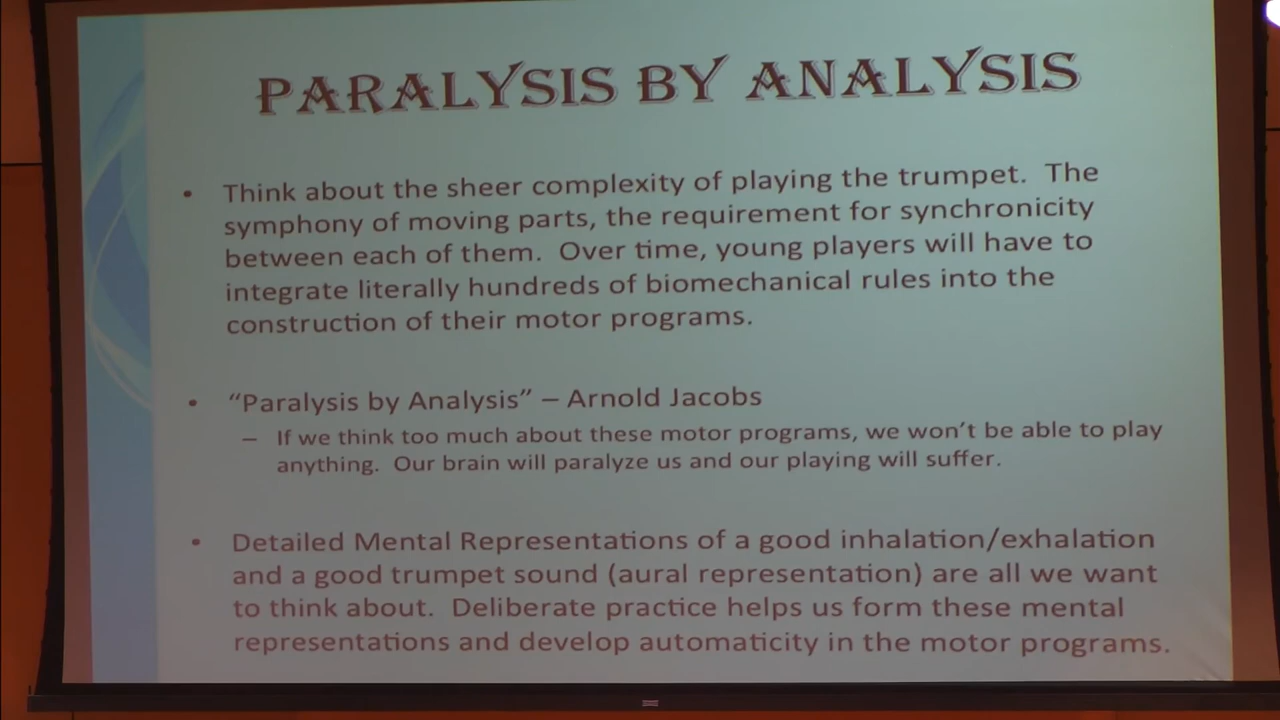 PARALYSIS BY ANALYSIS
• Think about the sheer complexity of playing the trumpet. The
symphony of moving parts, the requirement for synchronicity
between each of them. Over time, young players will have to
integrate literally hundreds of biomechanical rules into the
construction of their motor programs.
• “Paralysis by Analysis” – Arnold Jacobs
– If we think too much about these motor programs, we won’t be able to play
anything. Our brain will paralyze us and our playing will suffer.
• Detailed Mental Representations of a good inhalation/exhalation
and a good trumpet sound (aural representation) are all we want
to think about. Deliberate practice helps us form these mental
representations and develop automaticity in the motor programs.